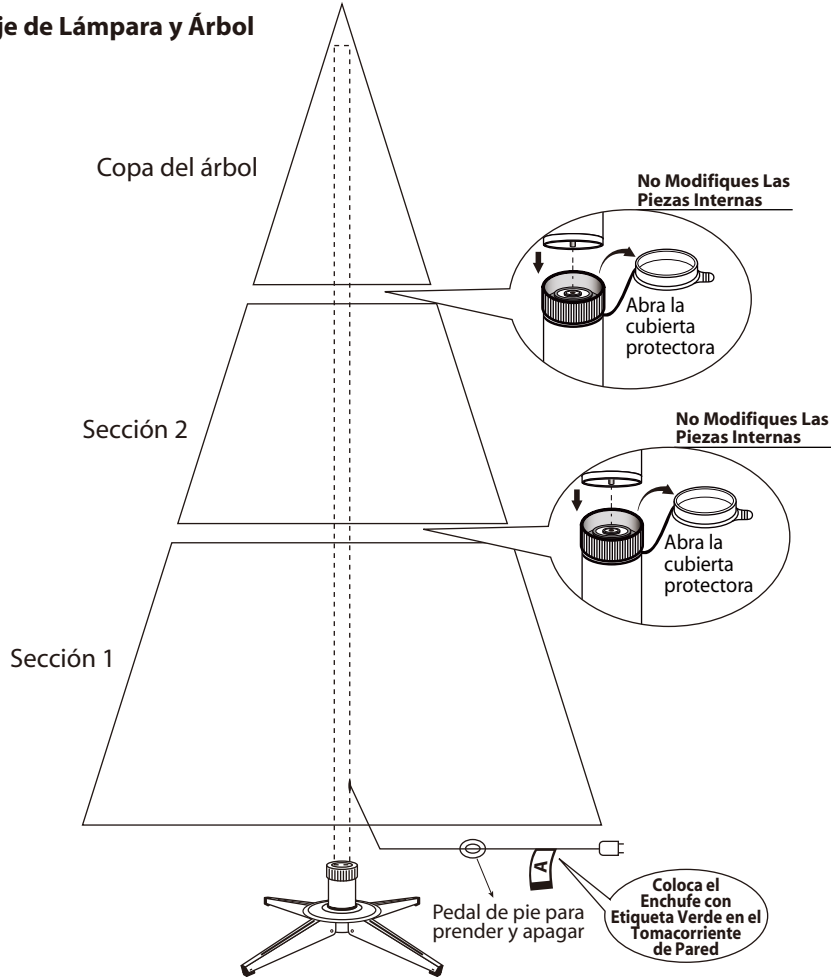 je de Lámpara y Árbol
Copa del árbol
No Modifiques Las
Piezas Internas
Abra la
cubierta
protectora
Sección 2
No Modifiques Las
Piezas Internas
Abra la
cubierta
protectora
Sección 1
A
Pedal de pie para
prender y apagar
Coloca el
Enchufe con
Etiqueta Verde en el
Tomacorriente
de Pared